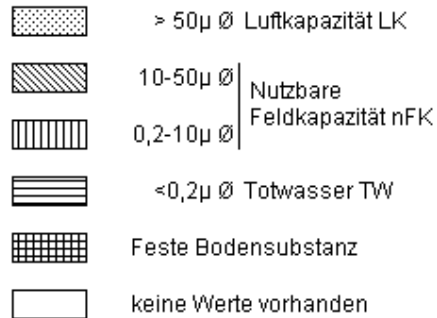 > 50µ Ø Luftkapazität LK
10-50µ Ø
Nutzbare
Feldkapazität nFK
0,2-10µ Ø
<0,2µ Ø Totwasser TW
Feste Bodensubstanz
keine Werte vorhanden